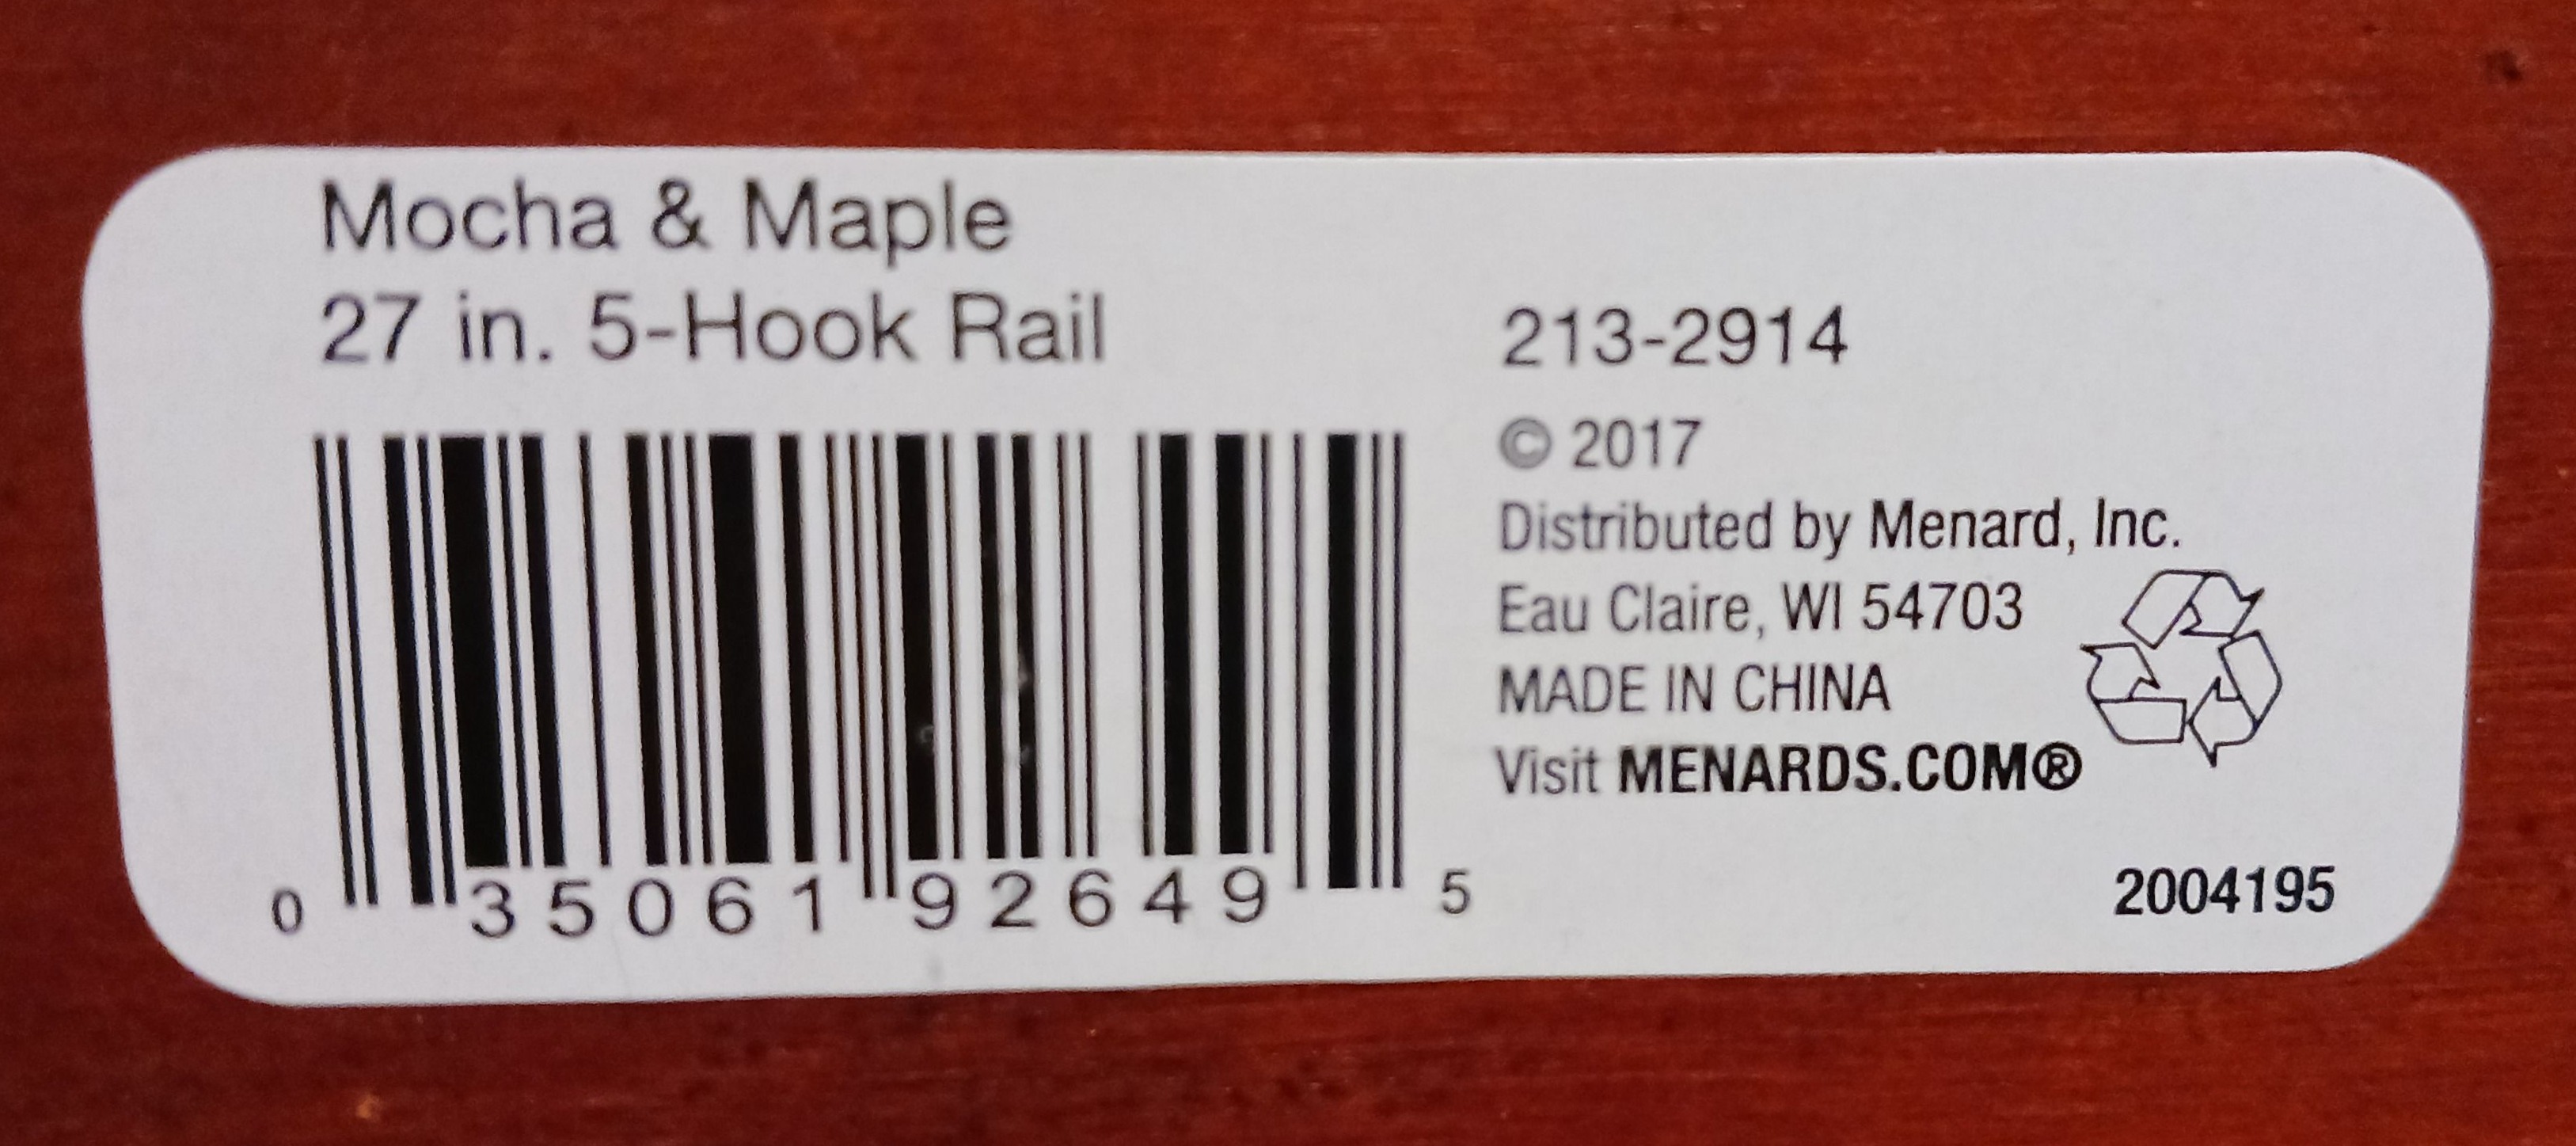 Mocha & Maple
27 in. 5-Hook Rail
0 35061 92649 5
213-2914
© 2017
Distributed by Menard, Inc.
Eau Claire, WI 54703
MADE IN CHINA
Visit MENARDS.COM®
2004195